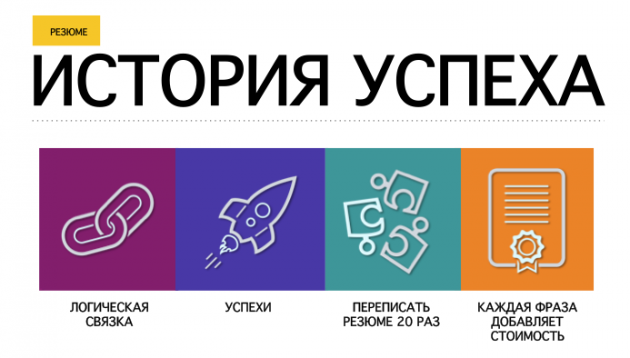 РЕЗЮМЕ
ИСТОРИЯ УСПЕХА
ЛОГИЧЕСКАЯ
СВЯЗКА
УСПЕХИ
ПЕРЕПИСАТЬ
РЕЗЮМЕ 20 РАЗ
КАЖДАЯ ФРАЗА
ДОБАВЛЯЕТ
СТОИМОСТЬ